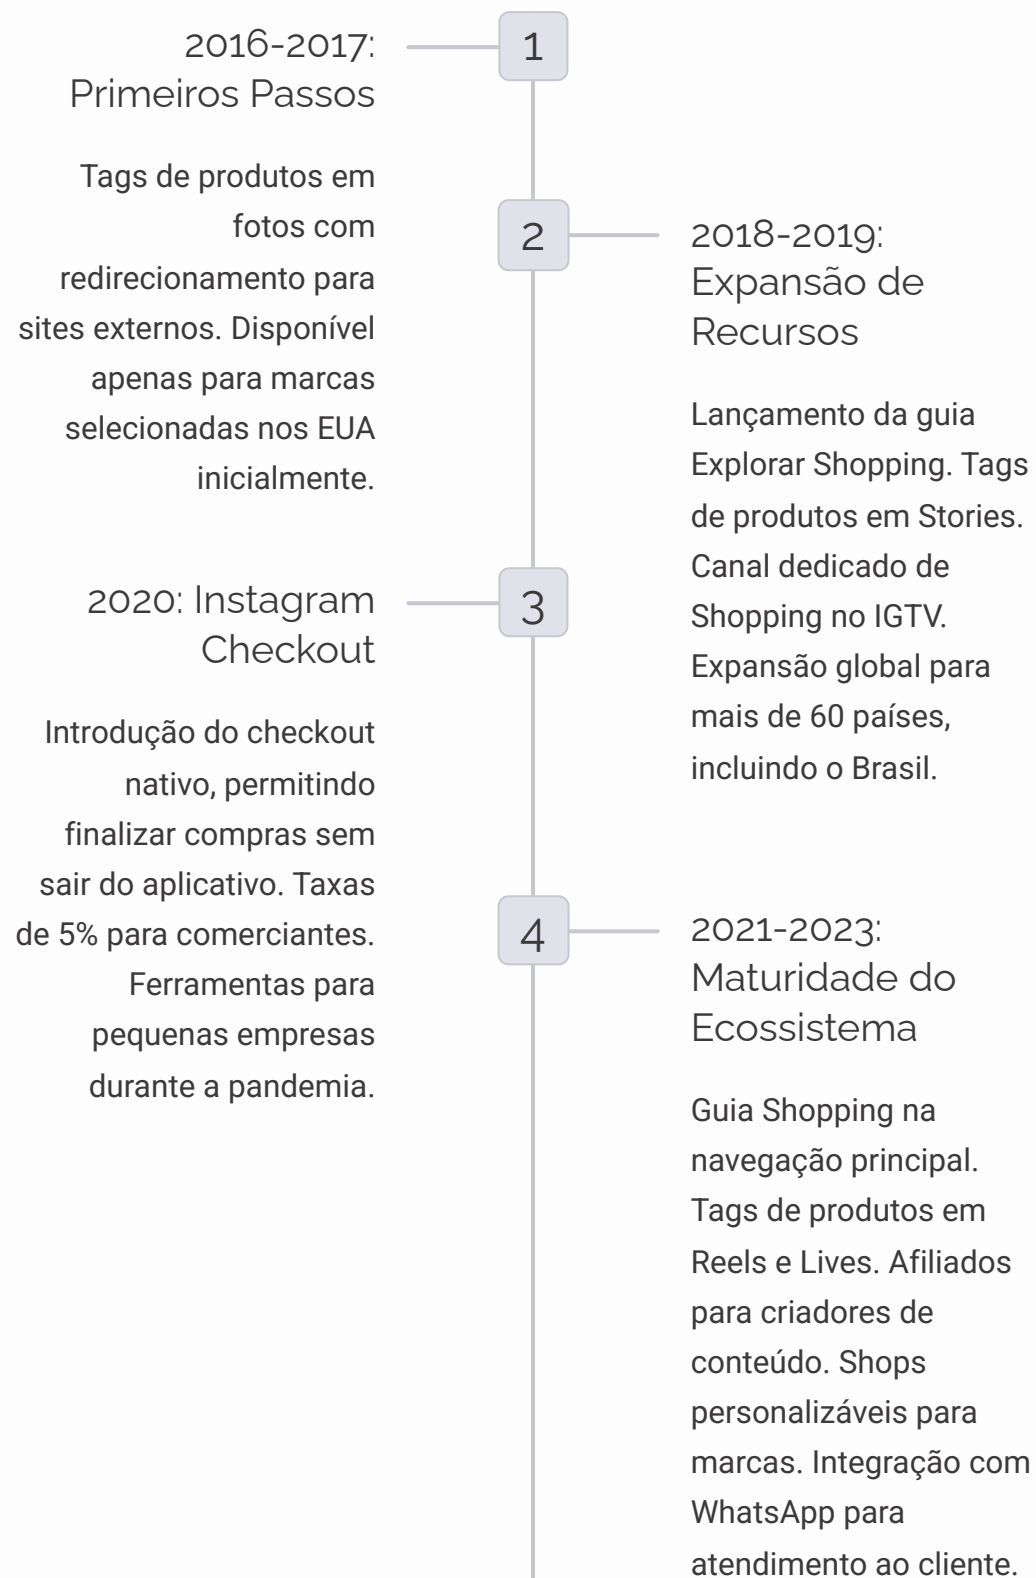 1
2016-2017:
Primeiros Passos
Tags de produtos em
fotos com
redirecionamento para
sites externos. Disponível
apenas para marcas
selecionadas nos EUA
inicialmente.
2
2018-2019:
Expansão de
Recursos
Lançamento da guia
Explorar Shopping. Tags
de produtos em Stories.
Canal dedicado de
Shopping no IGTV.
Expansão global para
mais de 60 países,
incluindo o Brasil.
3
2020: Instagram
Checkout
Introdução do checkout
nativo, permitindo
finalizar compras sem
sair do aplicativo. Taxas
de 5% para comerciantes.
Ferramentas para
pequenas empresas
durante a pandemia.
4
2021-2023:
Maturidade do
Ecossistema
Guia Shopping na
navegação principal.
Tags de produtos em
Reels e Lives. Afiliados
para criadores de
conteúdo. Shops
personalizáveis para
marcas. Integração com
WhatsApp para
atendimento ao cliente.